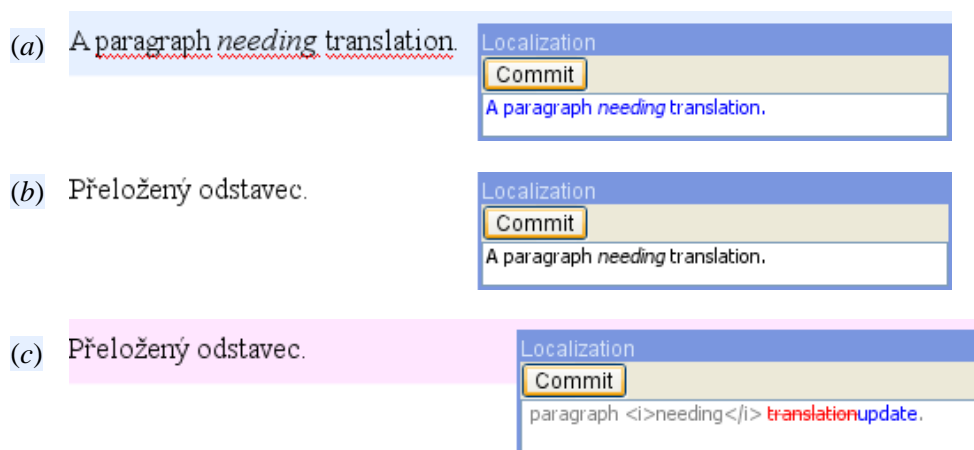 (a) A paragraph needing translation.
Localization
Commit
A paragraph needing translation.
(b) Přeložený odstavec.
Localization
Commit
A paragraph needing translation.
(c) Přeložený odstavec.
Localization
Commit
paragraph <i>needing</i> translationupdate.